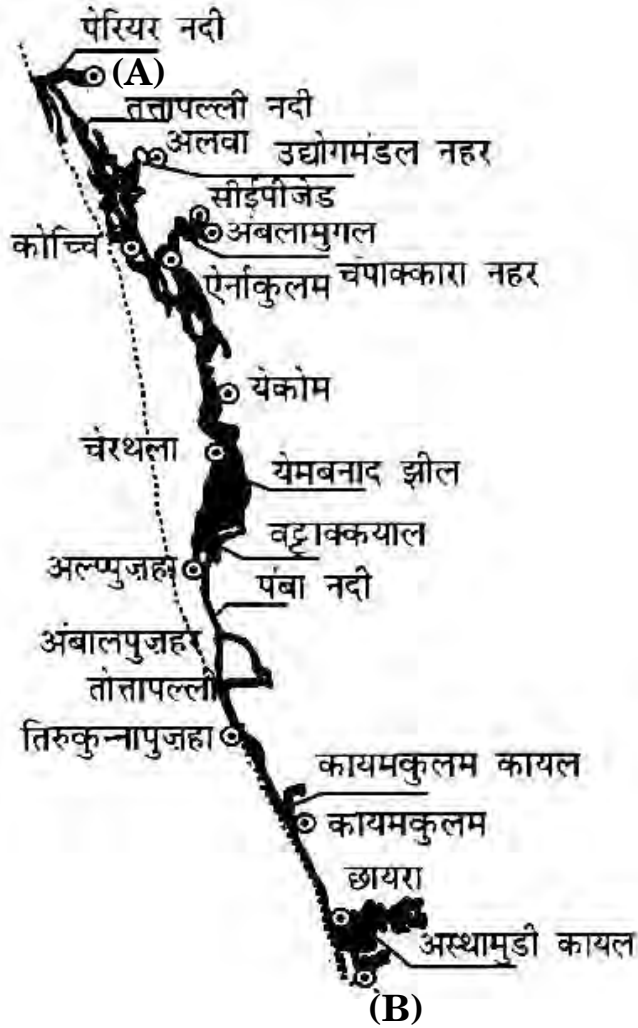 पेरियर नदी
(A)
तत्तापल्ली नदी
अलवा
उद्योगमंडल नहर
सीईपीजेड
अंबलामुगल
कोच्चि
ऐर्नाकुलम
चंपाक्कारा नहर
येकोम
चेरथला
येमबनाद झील
वट्टाक्कयाल
अल्प्पुज़हा
पंबा नदी
अंबालपुज़हर
तोत्तापल्ली
तिरुकुन्नापुज़हा
कायमकुलम कायल
कायमकुलम
छायरा
अस्थामुडी कायल
(B)